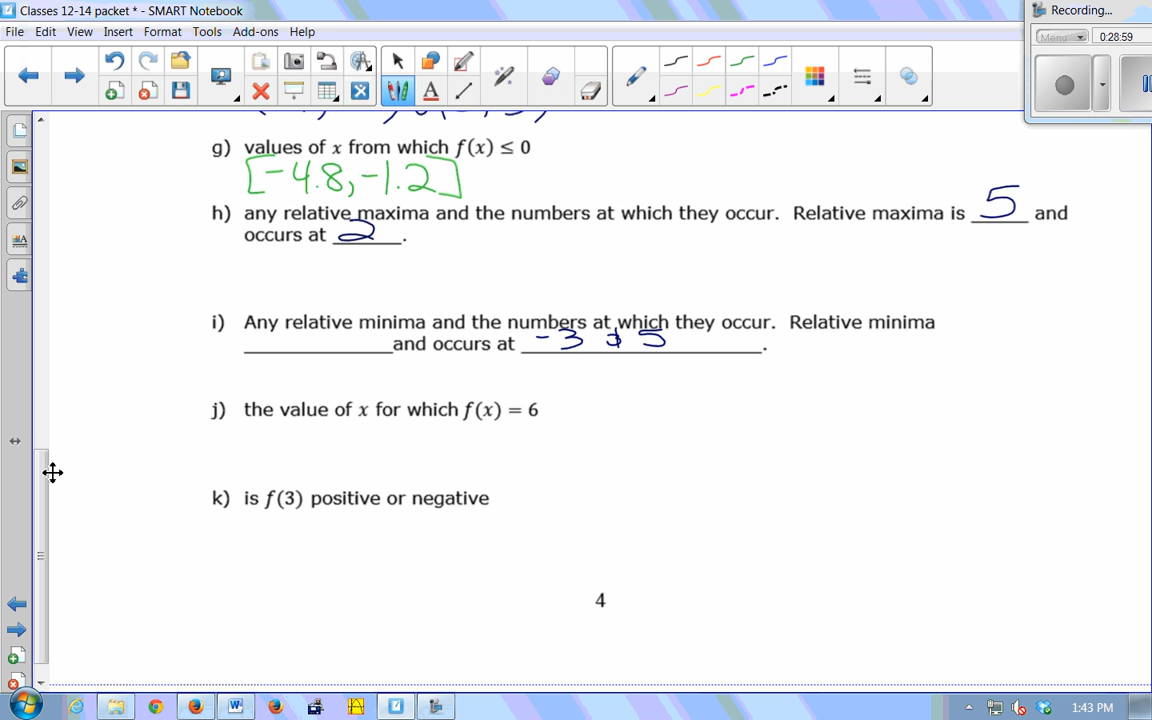 Classes 12-14 packet * - SMART Notebook
Recording...
File Edit View Insert Format Tools Add-ons Help
Menu 0:28:59
g) values of x from which f(x) ≤ 0
[-4.8, -1.2]
h) any relative maxima and the numbers at which they occur. Relative maxima is 5 and
occurs at 2.
i) Any relative minima and the numbers at which they occur. Relative minima
____________and occurs at -3 & 5.
j) the value of x for which f(x) = 6
k) is f(3) positive or negative
4
1:43 PM